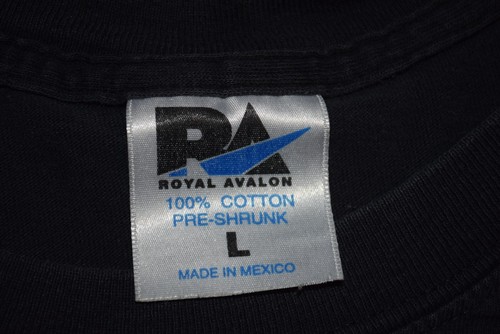 RA
ROYAL AVALON
100% COTTON
PRE-SHRUNK
L
MADE IN MEXICO